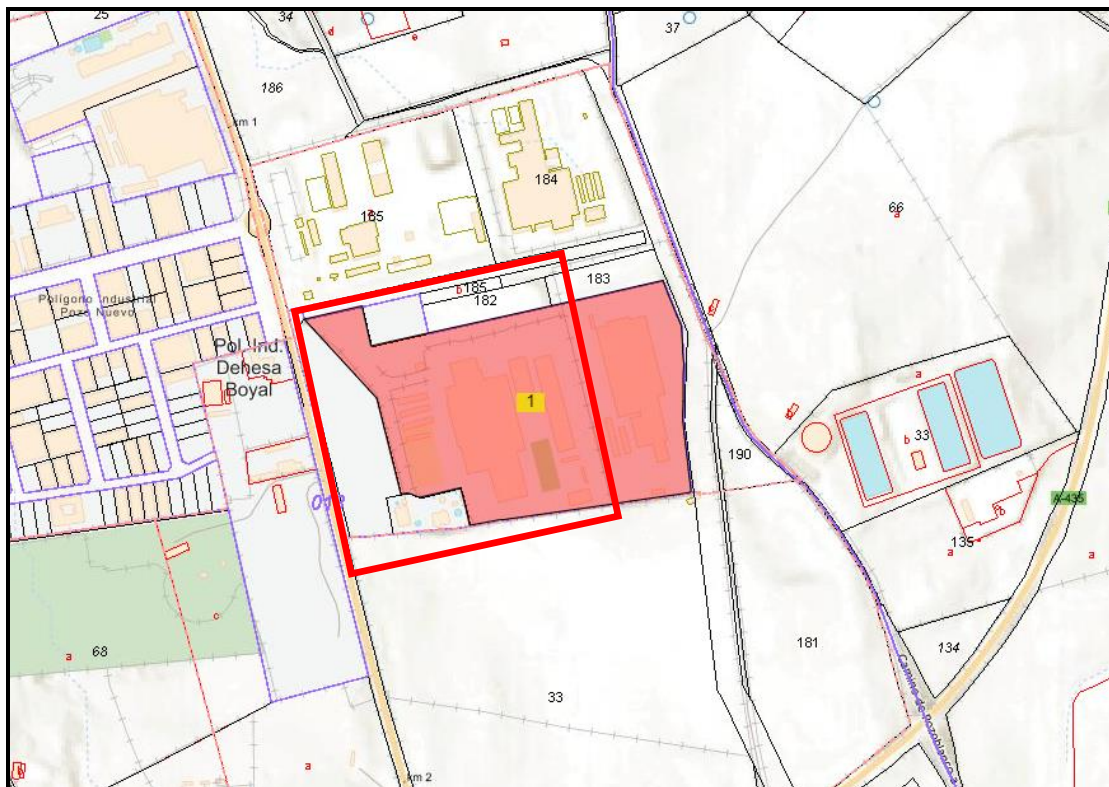 25
34
d
e
37
186
km 1
184
66
a
185
a
Polígono Industrial
Pozo Nuevo
185
b
182
183
Pol. Ind.
Dehesa
Boyal
1
a
a
33
b
190
A-435
135
a
a
c
68
a
181
134
33
a
km 2